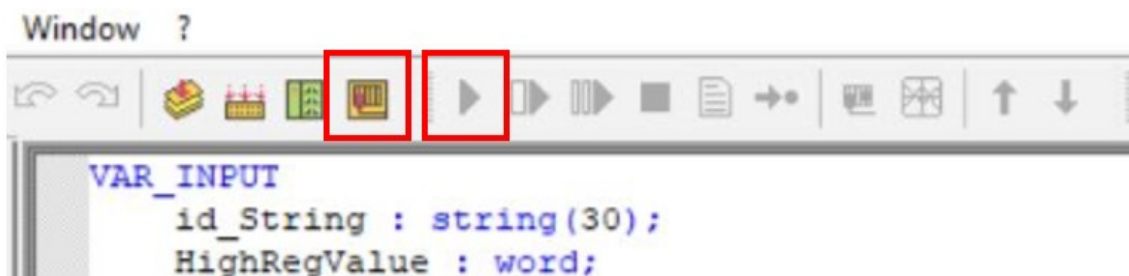 Window ?
VAR_INPUT
id_String : string(30);
HighRegValue : word;